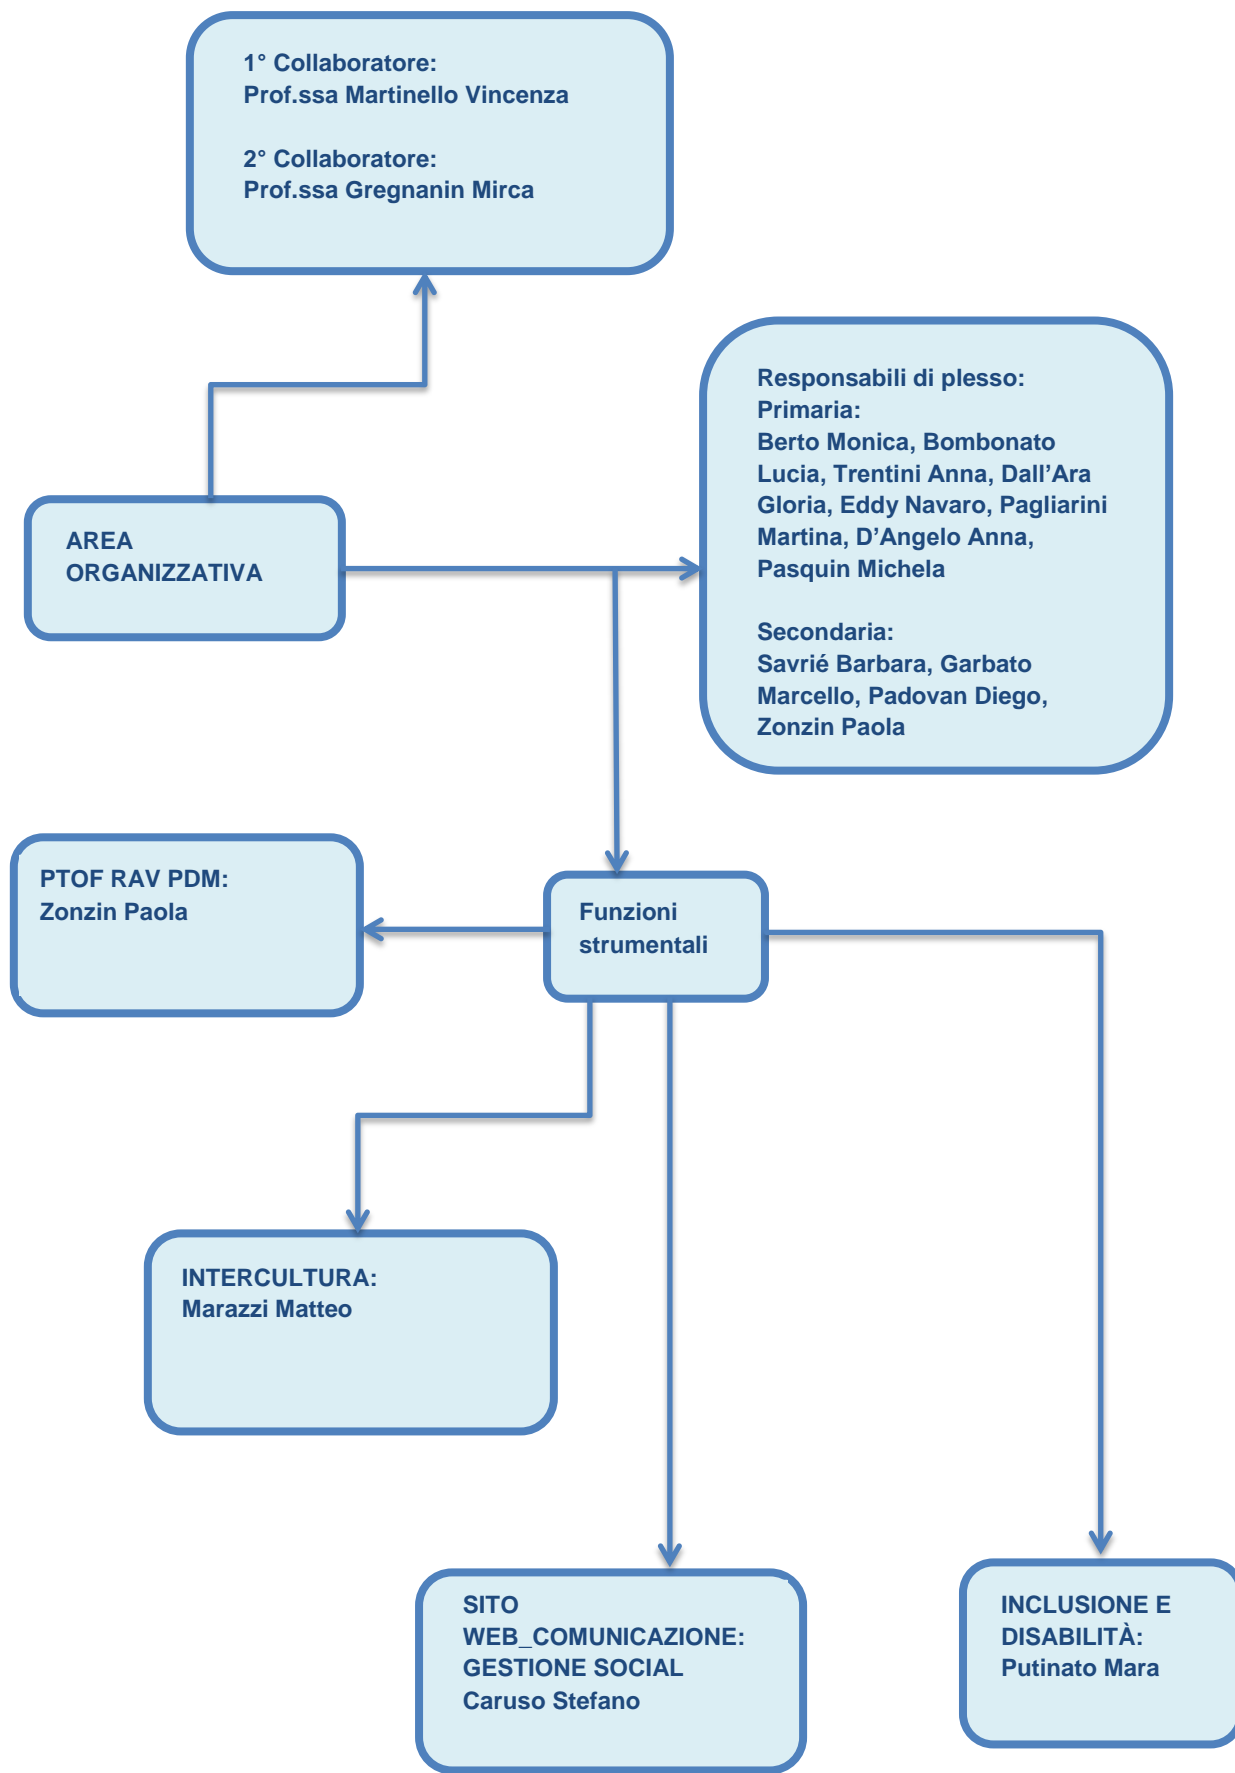 1° Collaboratore:
Prof.ssa Martinello Vincenza
2° Collaboratore:
Prof.ssa Gregnanin Mirca
Responsabili di plesso:
Primaria:
Berto Monica, Bombonato
Lucia, Trentini Anna, Dall’Ara
Gloria, Eddy Navaro, Pagliarini
Martina, D’Angelo Anna,
Pasquin Michela
Secondaria:
Savrié Barbara, Garbato
Marcello, Padovan Diego,
Zonzin Paola
AREA
ORGANIZZATIVA
PTOF RAV PDM:
Zonzin Paola
Funzioni
strumentali
INTERCULTURA:
Marazzi Matteo
SITO
WEB_COMUNICAZIONE:
GESTIONE SOCIAL
Caruso Stefano
INCLUSIONE E
DISABILITÀ:
Putinato Mara